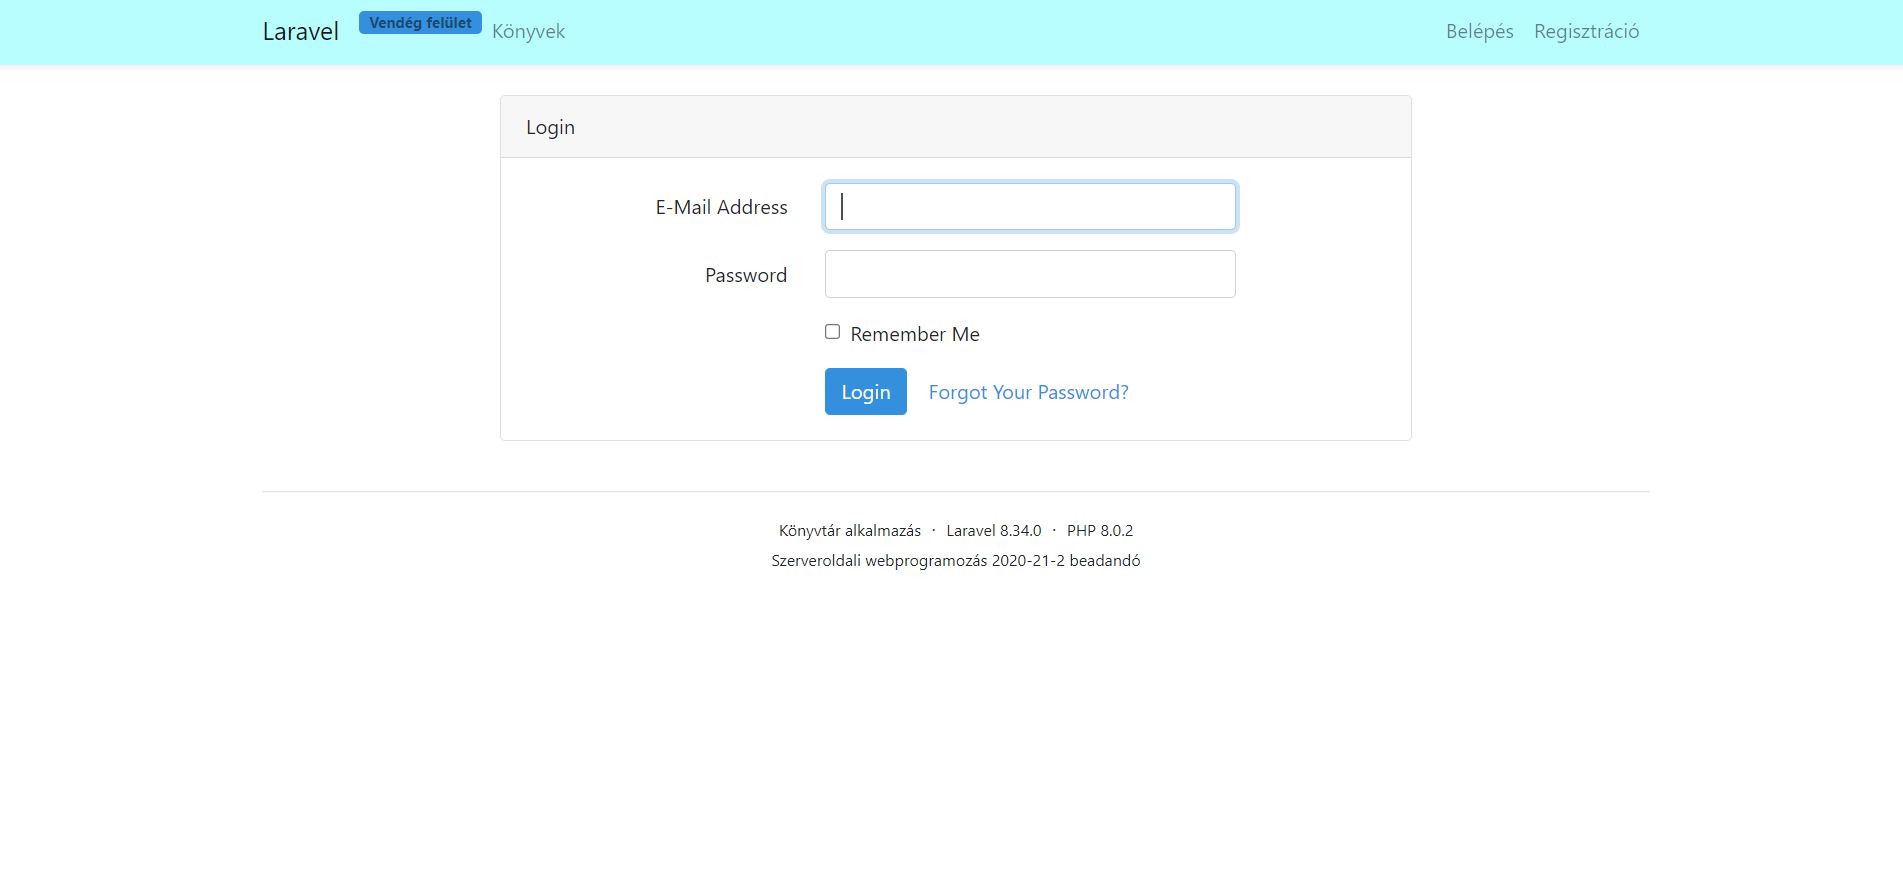 Laravel Vendég felület Könyvek Belépés Regisztráció
Login
E-Mail Address
Password
Remember Me
Login Forgot Your Password?
Könyvtár alkalmazás · Laravel 8.34.0 · PHP 8.0.2
Szerveroldali webprogramozás 2020-21-2 beadandó